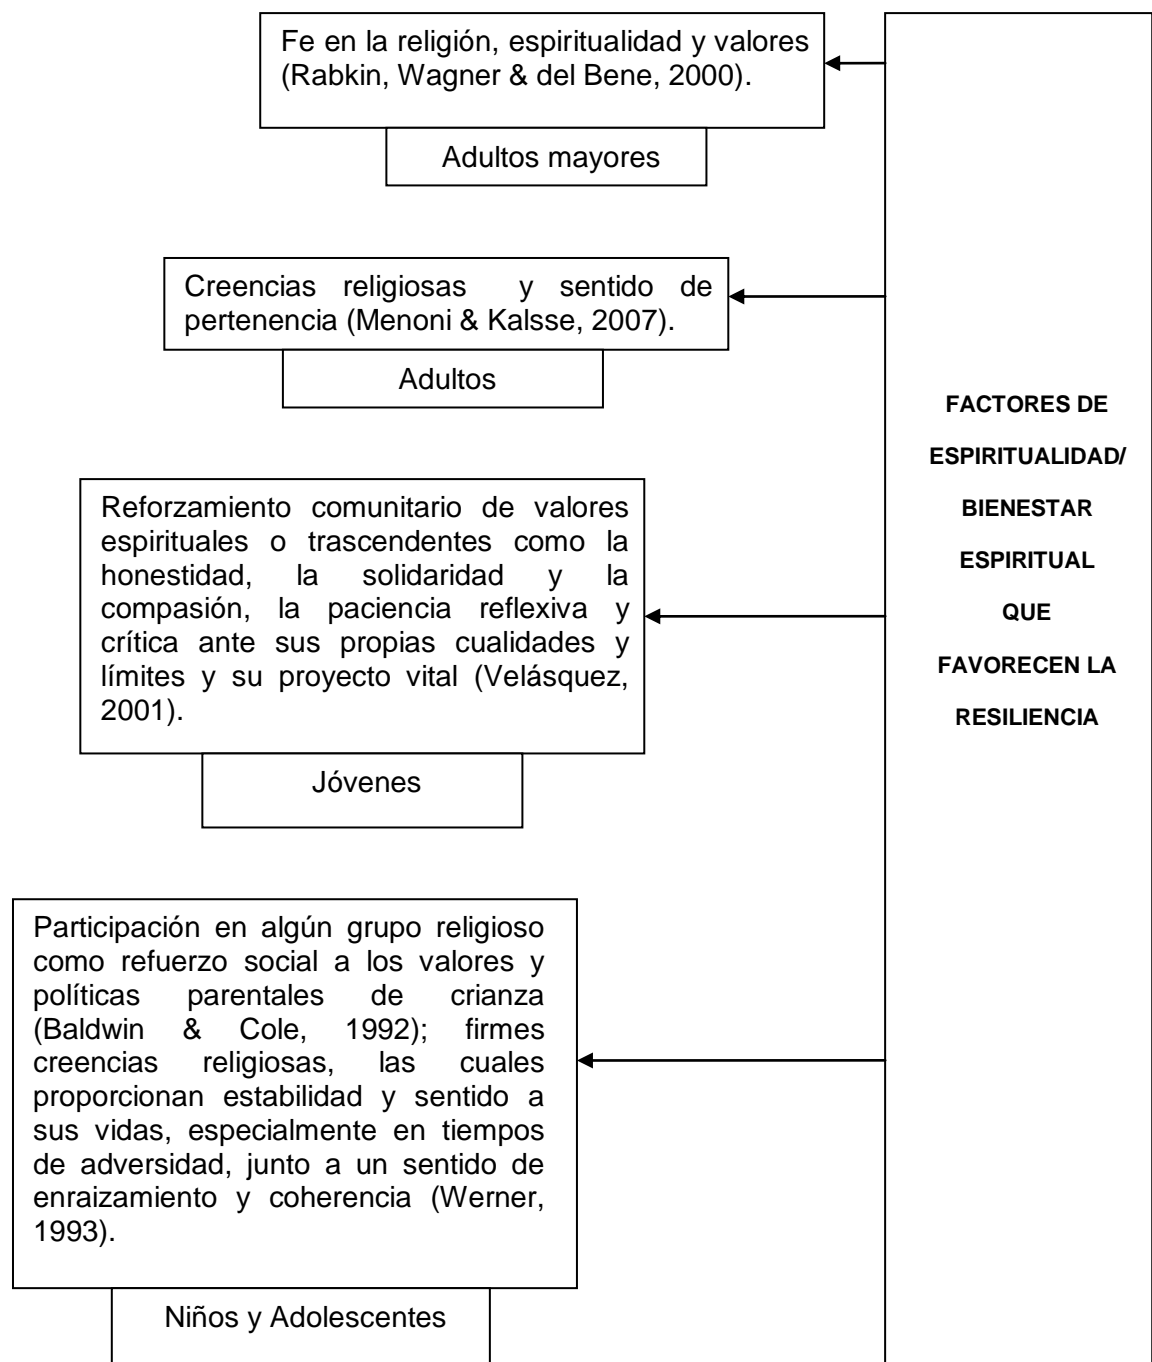 Fe en la religión, espiritualidad y valores
(Rabkin, Wagner & del Bene, 2000).
Adultos mayores
Creencias religiosas y sentido de
pertenencia (Menoni & Kalsse, 2007).
Adultos
Reforzamiento comunitario de valores
espirituales o trascendentes como la
honestidad, la solidaridad y la
compasión, la paciencia reflexiva y
crítica ante sus propias cualidades y
límites y su proyecto vital (Velásquez,
2001).
Jóvenes
Participación en algún grupo religioso
como refuerzo social a los valores y
políticas parentales de crianza
(Baldwin & Cole, 1992); firmes
creencias religiosas, las cuales
proporcionan estabilidad y sentido a
sus vidas, especialmente en tiempos
de adversidad, junto a un sentido de
enraizamiento y coherencia (Werner,
1993).
Niños y Adolescentes
FACTORES DE
ESPIRITUALIDAD/
BIENESTAR
ESPIRITUAL
QUE
FAVORECEN LA
RESILIENCIA